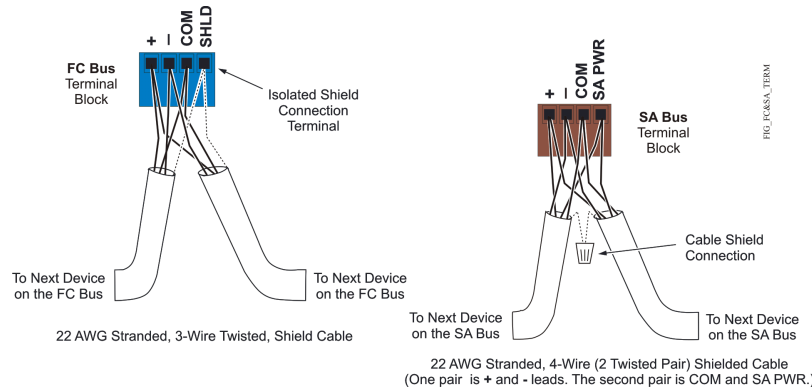 +
–
COM
SHLD
FC Bus
Terminal
Block
Isolated Shield
Connection
Terminal
To Next Device
on the FC Bus
To Next Device
on the FC Bus
22 AWG Stranded, 3-Wire Twisted, Shield Cable
+
–
COM
SA PWR
SA Bus
Terminal
Block
FIG_FC&SA_TERM
Cable Shield
Connection
To Next Device
on the SA Bus
To Next Device
on the SA Bus
22 AWG Stranded, 4-Wire (2 Twisted Pair) Shielded Cable
(One pair is + and - leads. The second pair is COM and SA PWR.)